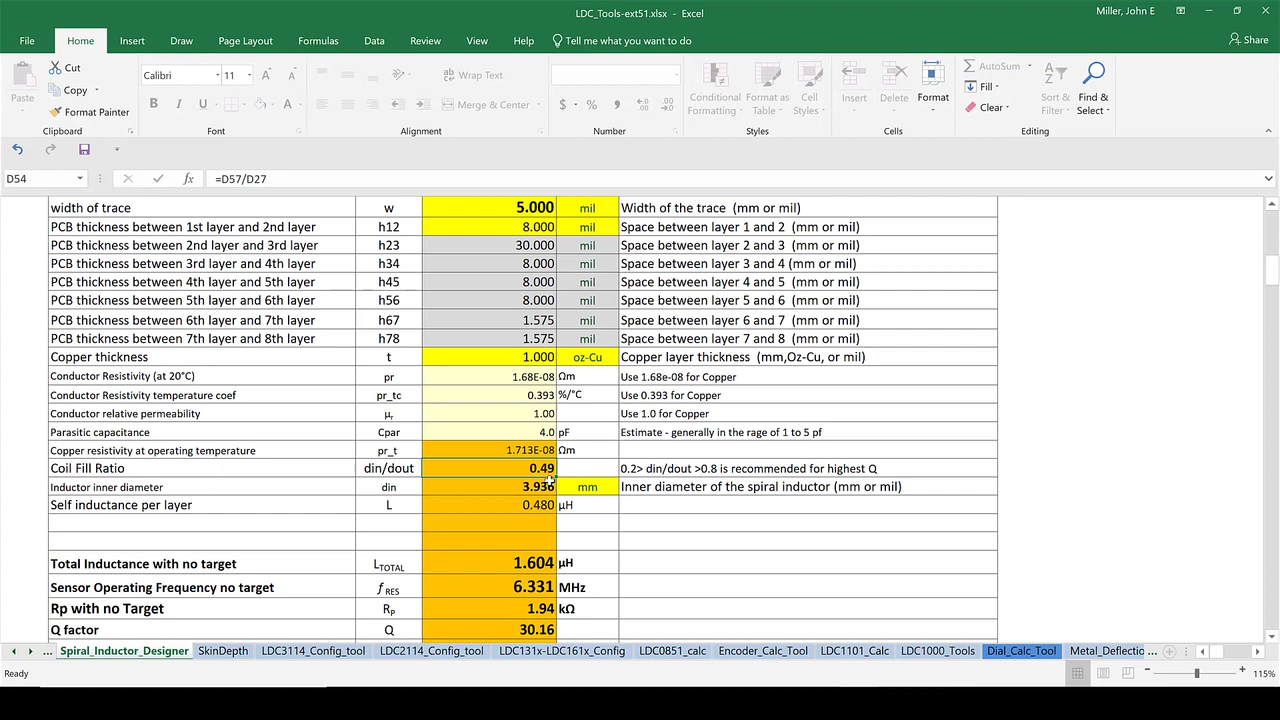 LDC_Tools-ext51.xlsx - Excel
Miller, John E
File Home Insert Draw Page Layout Formulas Data Review View Help Tell me what you want to do Share
Cut
Copy
Format Painter
Paste
Clipboard
Calibri 11
B I U
Font
Wrap Text
Merge & Center
Alignment
$ % ,
Number
Conditional Formatting
Format as Table
Cell Styles
Styles
Insert
Delete
Format
Cells
AutoSum
Fill
Clear
Sort & Filter
Find & Select
Editing
D54 fx =D57/D27
width of trace w 5.000 mil Width of the trace (mm or mil)
PCB thickness between 1st layer and 2nd layer h12 8.000 mil Space between layer 1 and 2 (mm or mil)
PCB thickness between 2nd layer and 3rd layer h23 30.000 mil Space between layer 2 and 3 (mm or mil)
PCB thickness between 3rd layer and 4th layer h34 8.000 mil Space between layer 3 and 4 (mm or mil)
PCB thickness between 4th layer and 5th layer h45 8.000 mil Space between layer 4 and 5 (mm or mil)
PCB thickness between 5th layer and 6th layer h56 8.000 mil Space between layer 5 and 6 (mm or mil)
PCB thickness between 6th layer and 7th layer h67 1.575 mil Space between layer 6 and 7 (mm or mil)
PCB thickness between 7th layer and 8th layer h78 1.575 mil Space between layer 7 and 8 (mm or mil)
Copper thickness t 1.000 oz-Cu Copper layer thickness (mm,Oz-Cu, or mil)
Conductor Resistivity (at 20°C) pr 1.68E-08 Ωm Use 1.68e-08 for Copper
Conductor Resistivity temperature coef pr_tc 0.393 %/°C Use 0.393 for Copper
Conductor relative permeability μr 1.00 Use 1.0 for Copper
Parasitic capacitance Cpar 4.0 pF Estimate - generally in the rage of 1 to 5 pf
Copper resistivity at operating temperature pr_t 1.713E-08 Ωm
Coil Fill Ratio din/dout 0.49 0.2> din/dout >0.8 is recommended for highest Q
Inductor inner diameter din 3.936 mm Inner diameter of the spiral inductor (mm or mil)
Self inductance per layer L 0.480 μH
Total Inductance with no target LTOTAL 1.604 μH
Sensor Operating Frequency no target fRES 6.331 MHz
Rp with no Target RP 1.94 kΩ
Q factor Q 30.16
... Spiral_Inductor_Designer SkinDepth LDC3114_Config_tool LDC2114_Config_tool LDC131x-LDC161x_Config LDC0851_calc Encoder_Calc_Tool LDC1101_Calc LDC1000_Tools Dial_Calc_Tool Metal_Deflectio ...
Ready 115%